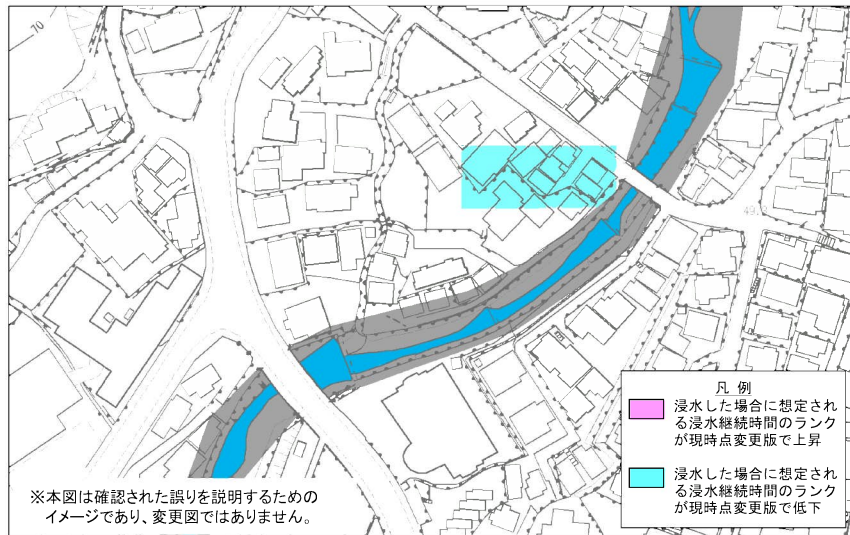 70
凡 例
浸水した場合に想定され
る浸水継続時間のランク
が現時点変更版で上昇
浸水した場合に想定され
る浸水継続時間のランク
が現時点変更版で低下
※本図は確認された誤りを説明するための
イメージであり、変更図ではありません。